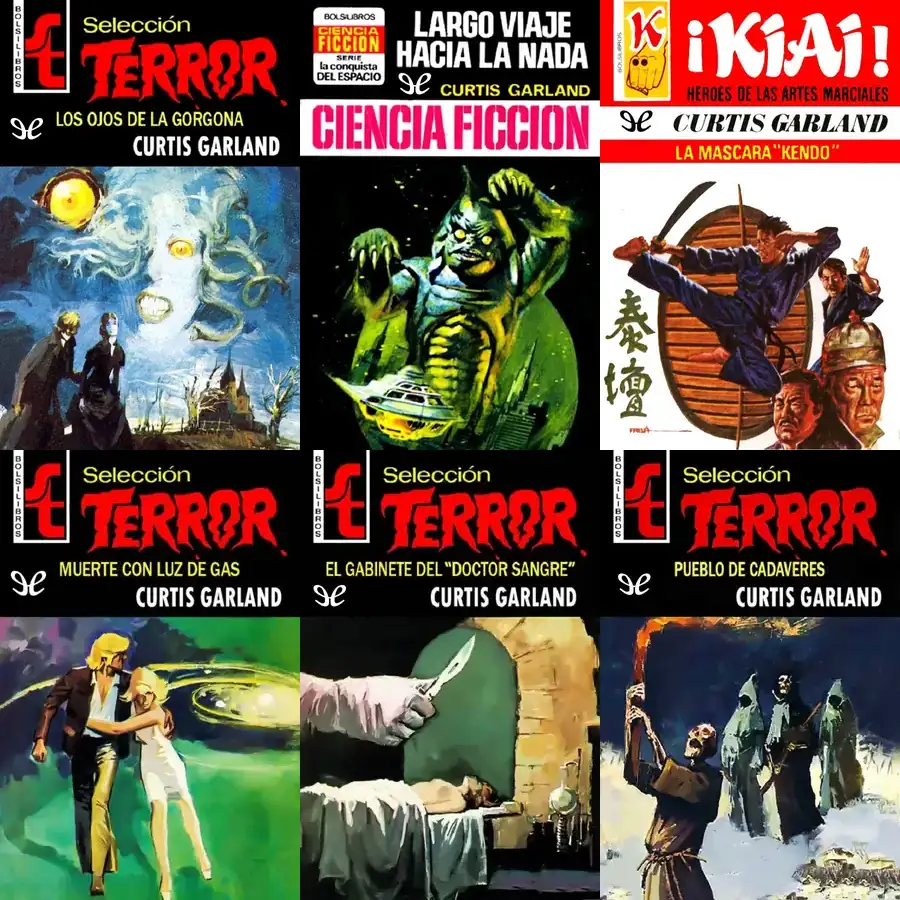 BOLSILIBROS
Selección
TERROR
LOS OJOS DE LA GORGONA
CURTIS GARLAND
BOLSILIBROS
CIENCIA
FICCION
SERIE
la conquista
DEL ESPACIO
LARGO VIAJE
HACIA LA NADA
CURTIS GARLAND
CIENCIA FICCION
BOLSILIBROS
K
¡KIAI!
HEROES DE LAS ARTES MARCIALES
CURTIS GARLAND
LA MASCARA "KENDO"
泰
壇
BOLSILIBROS
Selección
TERROR
MUERTE CON LUZ DE GAS
CURTIS GARLAND
BOLSILIBROS
Selección
TERROR
EL GABINETE DEL "DOCTOR SANGRE"
CURTIS GARLAND
BOLSILIBROS
Selección
TERROR
PUEBLO DE CADAVERES
CURTIS GARLAND